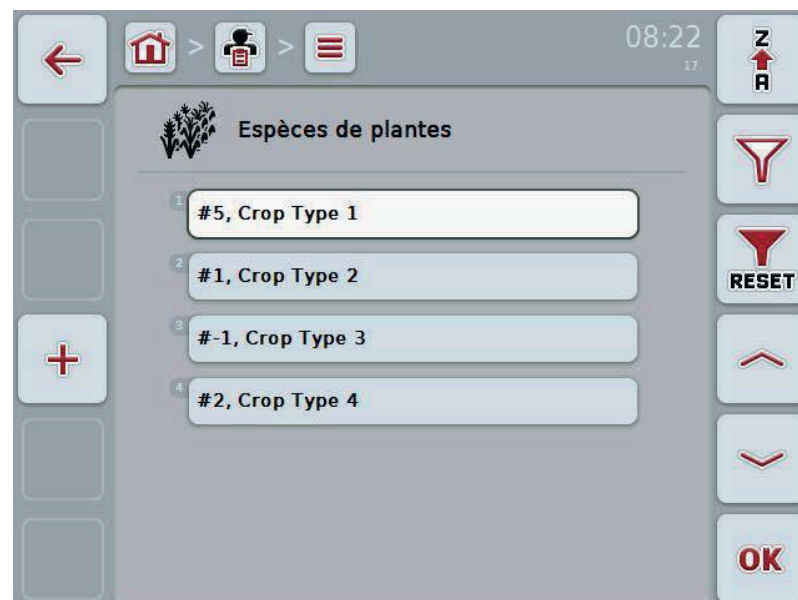 08:22
17.
Z
A
Espèces de plantes
1
#5, Crop Type 1
2
#1, Crop Type 2
RESET
3
#-1, Crop Type 3
4
#2, Crop Type 4
OK